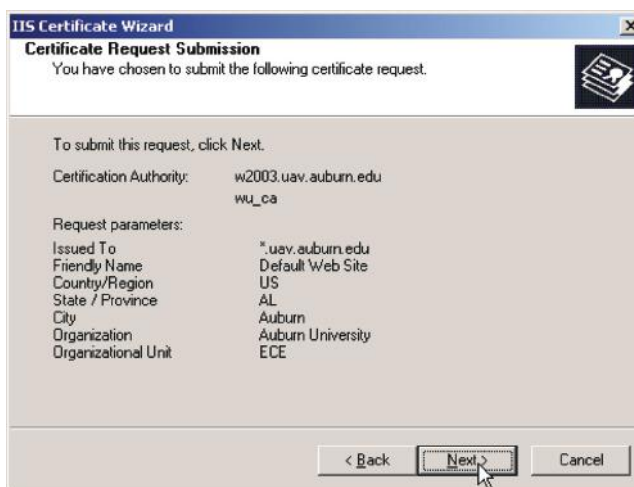 IIS Certificate Wizard
Certificate Request Submission
You have chosen to submit the following certificate request.
To submit this request, click Next.
Certification Authority: w2003.uav.auburn.edu
wu_ca
Request parameters:
Issued To *.uav.auburn.edu
Friendly Name Default Web Site
Country/Region US
State / Province AL
City Auburn
Organization Auburn University
Organizational Unit ECE
< Back Next > Cancel